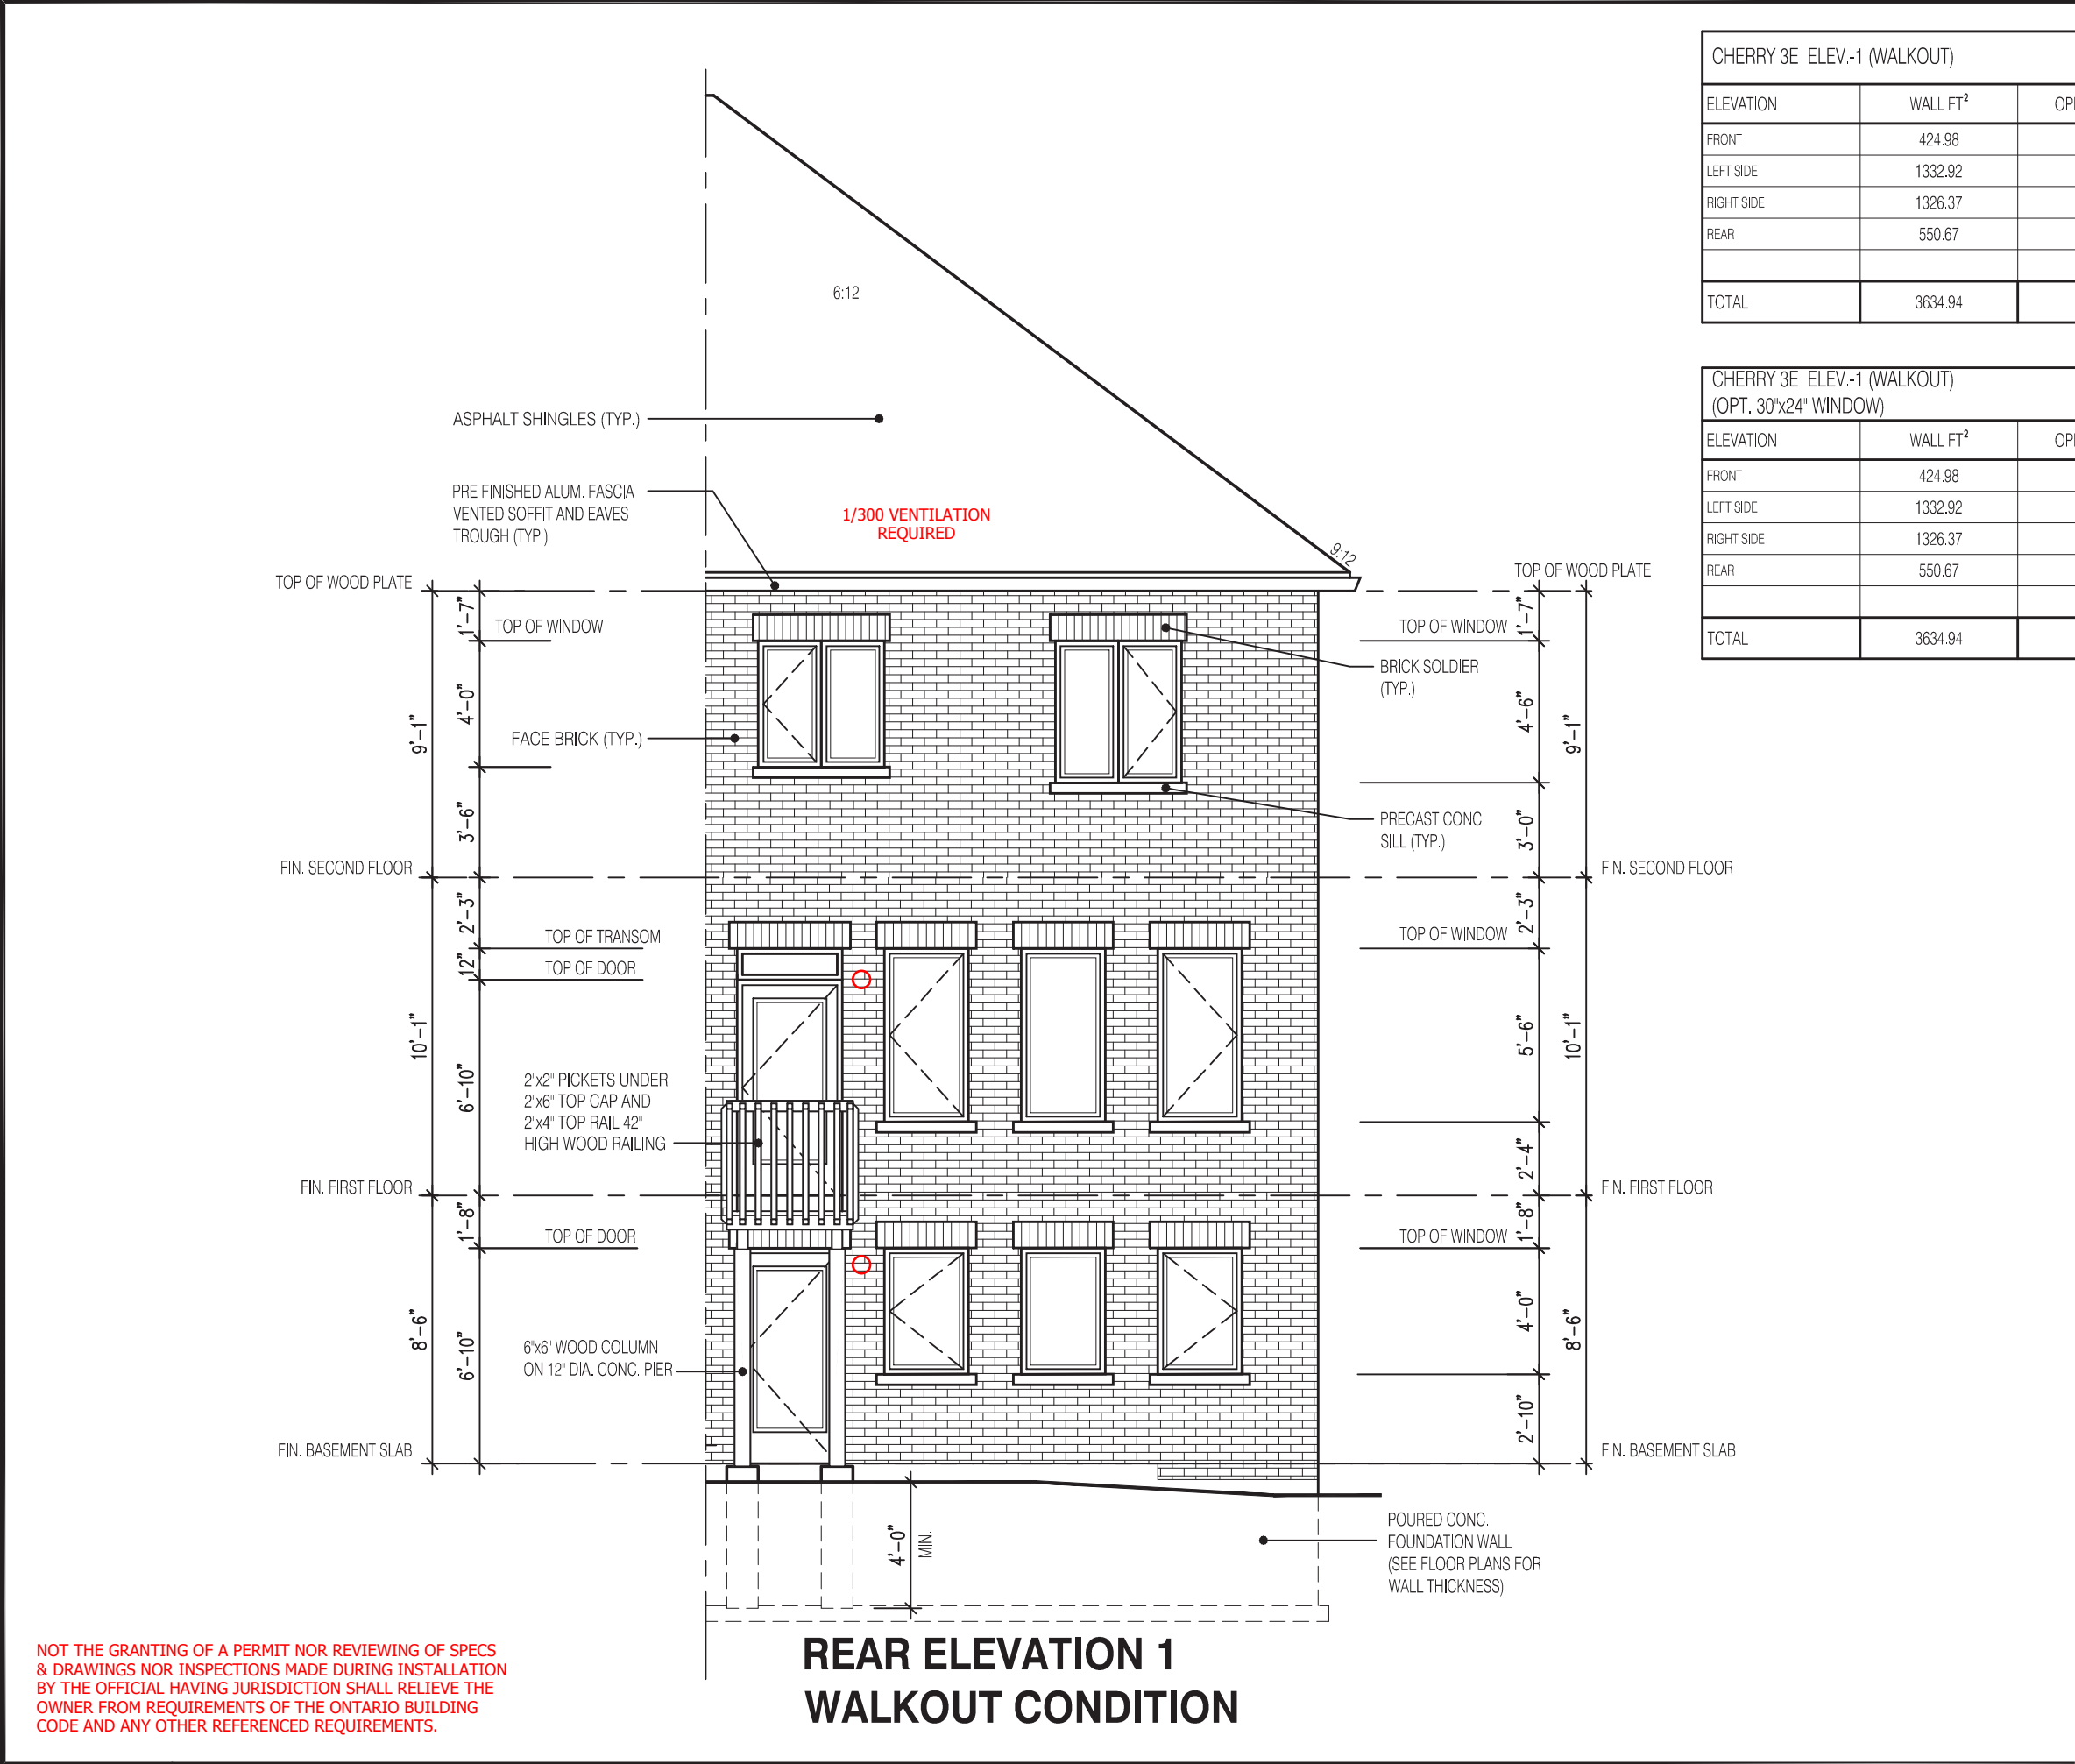 CHERRY 3E ELEV.-1 (WALKOUT)
ELEVATION WALL FT²
FRONT 424.98
LEFT SIDE 1332.92
RIGHT SIDE 1326.37
REAR 550.67
TOTAL 3634.94
CHERRY 3E ELEV.-1 (WALKOUT)
(OPT. 30"x24" WINDOW)
ELEVATION WALL FT²
FRONT 424.98
LEFT SIDE 1332.92
RIGHT SIDE 1326.37
REAR 550.67
TOTAL 3634.94
6:12
ASPHALT SHINGLES (TYP.)
PRE FINISHED ALUM. FASCIA
VENTED SOFFIT AND EAVES
TROUGH (TYP.)
1/300 VENTILATION
REQUIRED
9:12
TOP OF WOOD PLATE
TOP OF WINDOW
FACE BRICK (TYP.)
FIN. SECOND FLOOR
TOP OF TRANSOM
TOP OF DOOR
2"x2" PICKETS UNDER
2"x6" TOP CAP AND
2"x4" TOP RAIL 42"
HIGH WOOD RAILING
FIN. FIRST FLOOR
TOP OF DOOR
6"x6" WOOD COLUMN
ON 12" DIA. CONC. PIER
FIN. BASEMENT SLAB
9'-1"
10'-1"
8'-6"
1'-7"
4'-0"
3'-6"
2'-3"
12"
6'-10"
1'-8"
6'-10"
TOP OF WOOD PLATE
TOP OF WINDOW
BRICK SOLDIER
(TYP.)
PRECAST CONC.
SILL (TYP.)
FIN. SECOND FLOOR
TOP OF WINDOW
FIN. FIRST FLOOR
TOP OF WINDOW
FIN. BASEMENT SLAB
1'-7"
4'-6"
3'-0"
2'-3"
5'-6"
2'-4"
1'-8"
4'-0"
2'-10"
9'-1"
10'-1"
8'-6"
4'-0"
MIN.
POURED CONC.
FOUNDATION WALL
(SEE FLOOR PLANS FOR
WALL THICKNESS)
REAR ELEVATION 1
WALKOUT CONDITION
NOT THE GRANTING OF A PERMIT NOR REVIEWING OF SPECS
& DRAWINGS NOR INSPECTIONS MADE DURING INSTALLATION
BY THE OFFICIAL HAVING JURISDICTION SHALL RELIEVE THE
OWNER FROM REQUIREMENTS OF THE ONTARIO BUILDING
CODE AND ANY OTHER REFERENCED REQUIREMENTS.